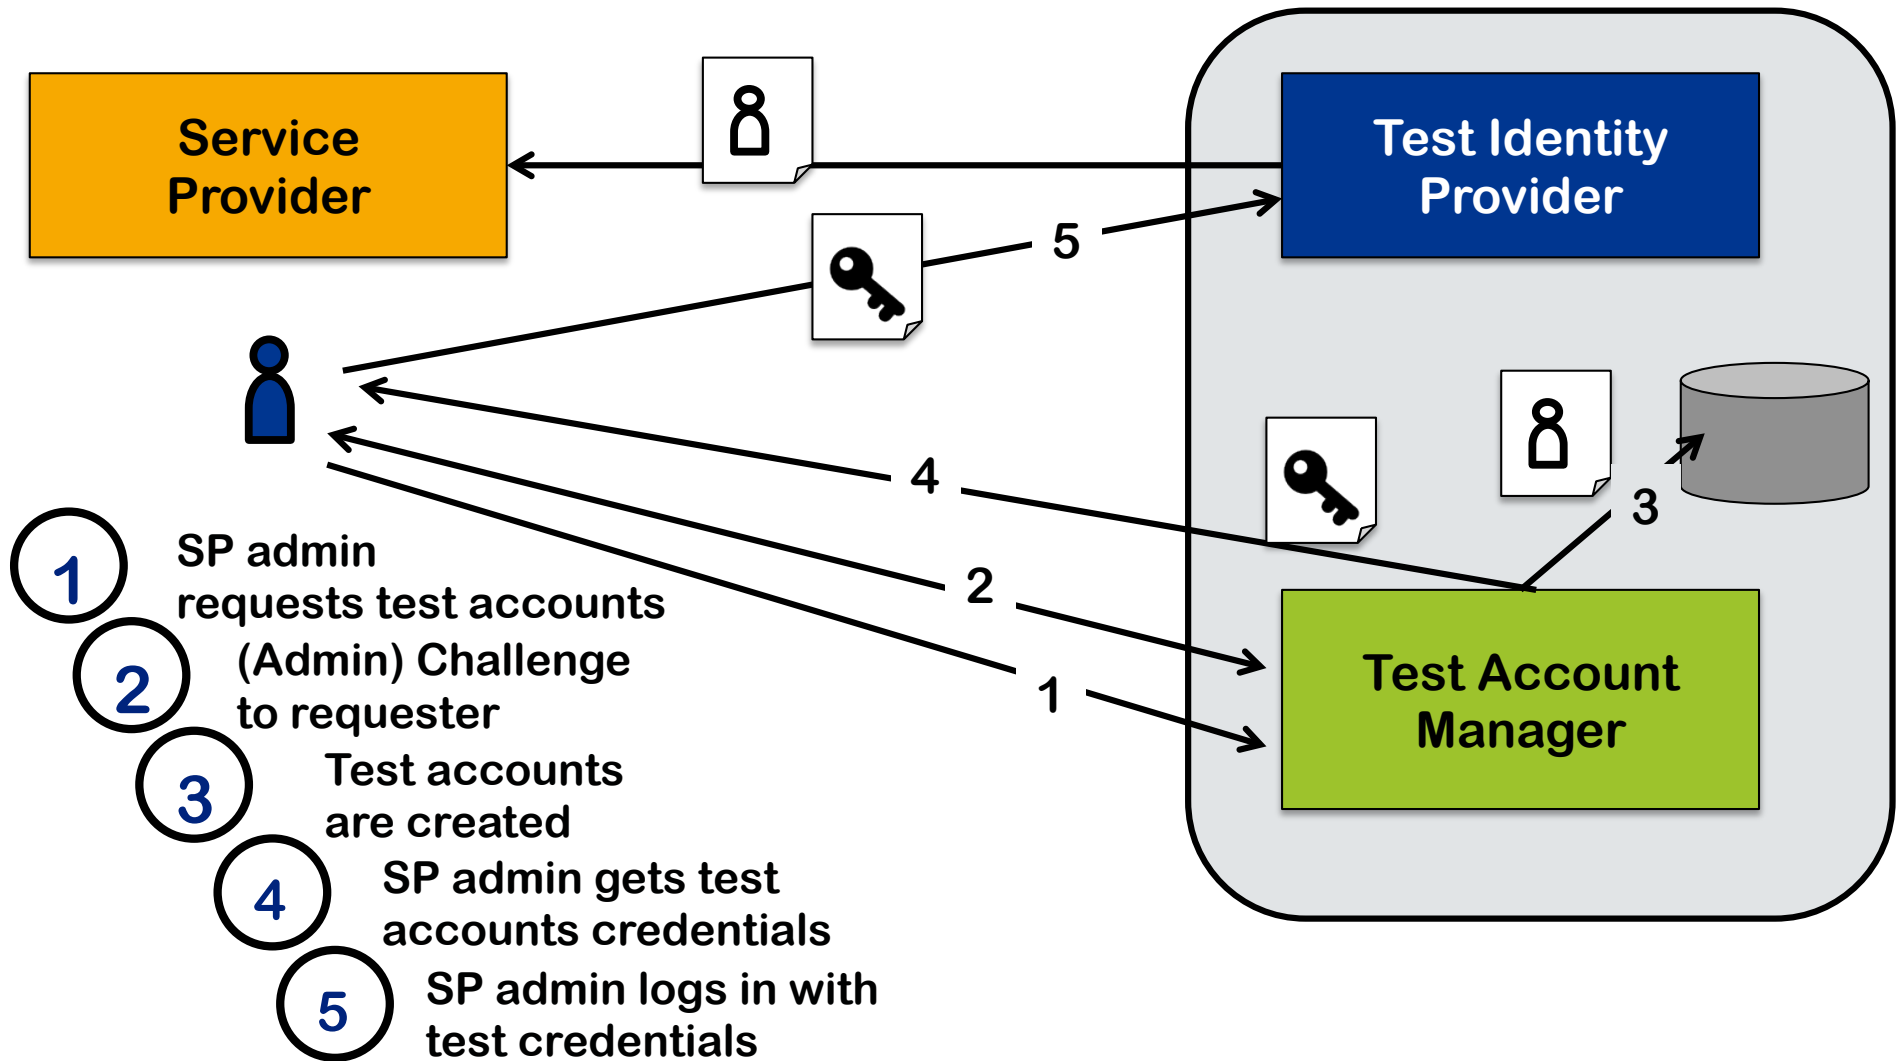 Service
Provider
Test Identity
Provider
5
4
3
2
1
Test Account
Manager
1
SP admin
requests test accounts
2
(Admin) Challenge
to requester
3
Test accounts
are created
4
SP admin gets test
accounts credentials
5
SP admin logs in with
test credentials